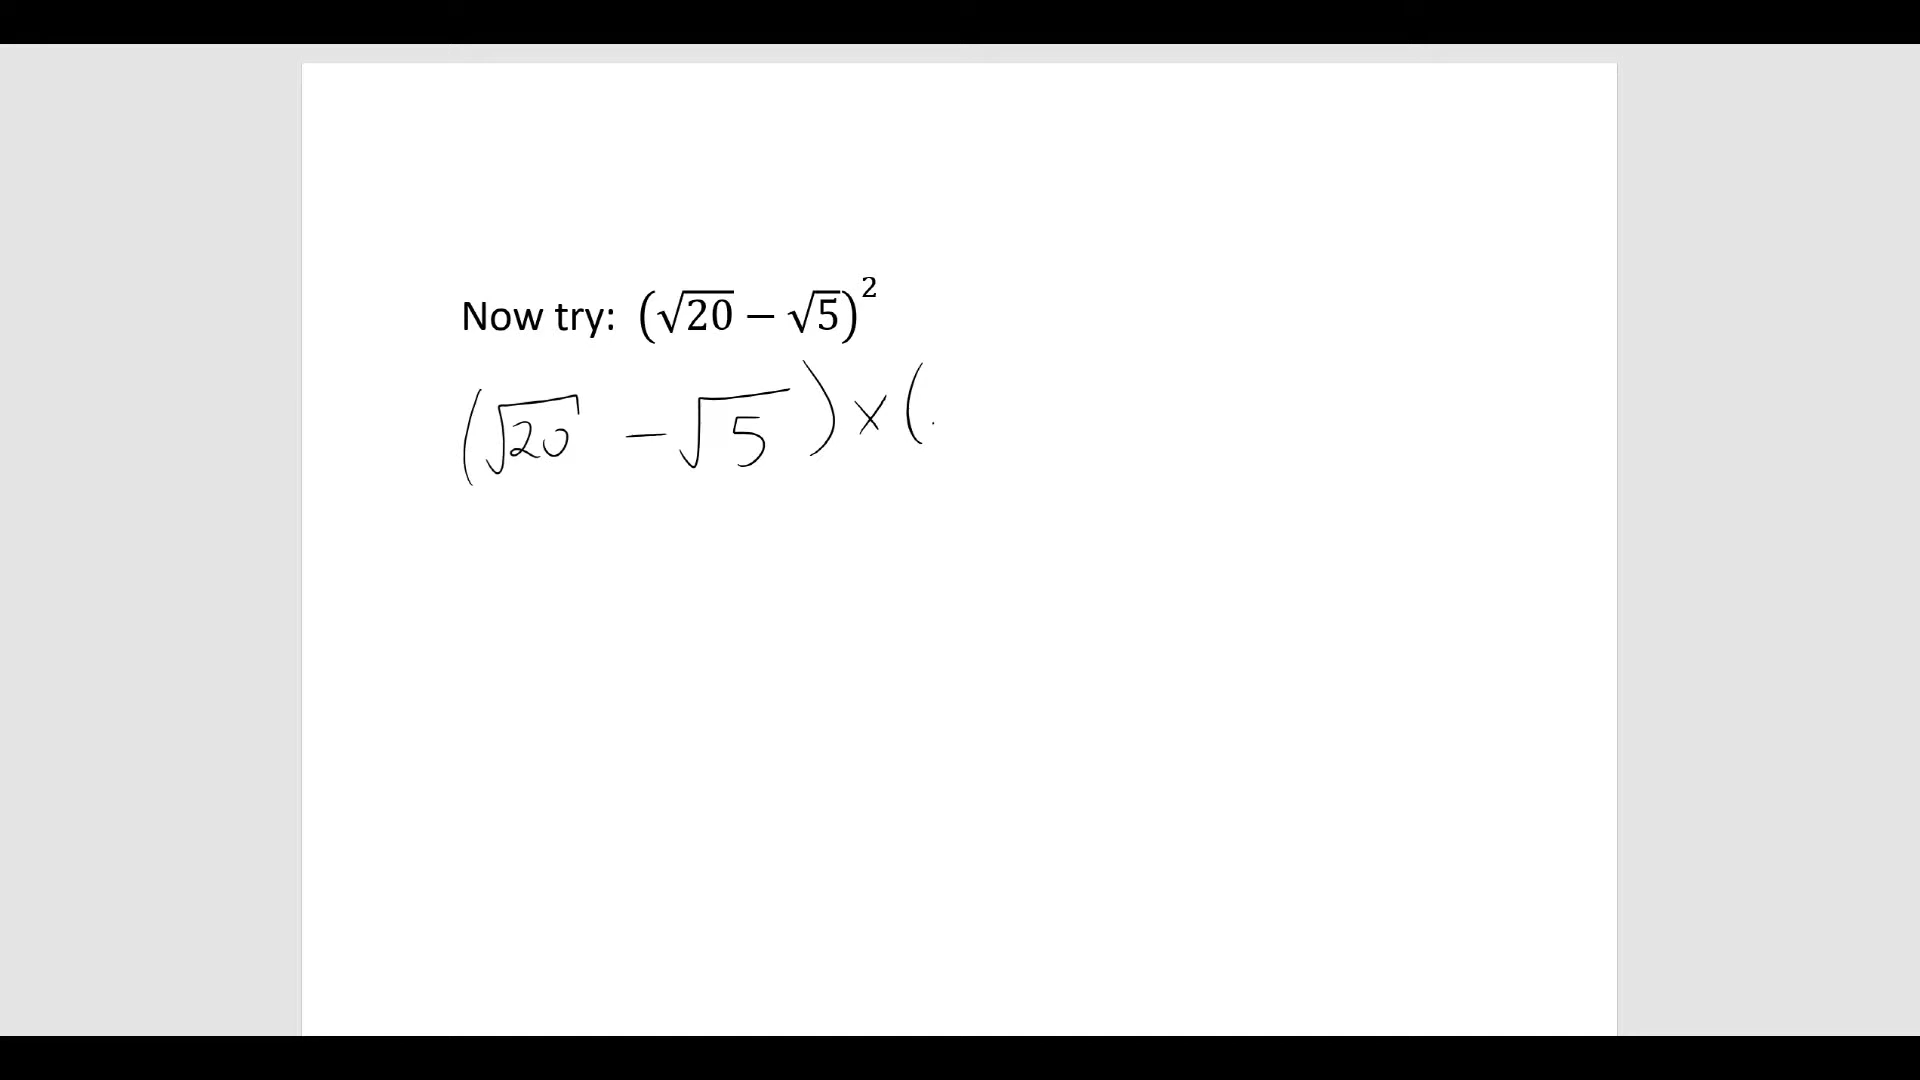 Now try: (√20 − √5)²
(√20 − √5) × (